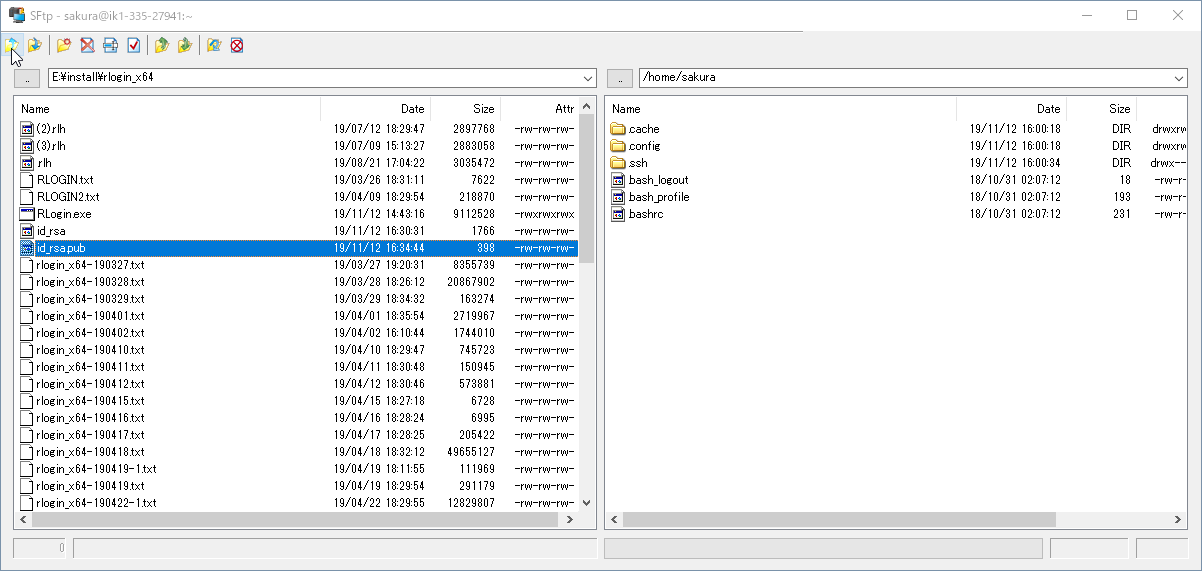 SFtp - sakura@ik1-335-27941:~
.. E:¥install¥rlogin_x64 .. /home/sakura
Name Date Size Attr
(2).rlh 19/07/12 18:29:47 2897768 -rw-rw-rw-
(3).rlh 19/07/09 15:13:27 2883058 -rw-rw-rw-
.rlh 19/08/21 17:04:22 3035472 -rw-rw-rw-
RLOGIN.txt 19/03/26 18:31:11 7622 -rw-rw-rw-
RLOGIN2.txt 19/04/09 18:29:54 218870 -rw-rw-rw-
RLogin.exe 19/11/12 14:43:16 9112528 -rwxrwxrwx
id_rsa 19/11/12 16:30:31 1766 -rw-rw-rw-
id_rsa.pub 19/11/12 16:34:44 398 -rw-rw-rw-
rlogin_x64-190327.txt 19/03/27 19:20:31 8355739 -rw-rw-rw-
rlogin_x64-190328.txt 19/03/28 18:26:12 20867902 -rw-rw-rw-
rlogin_x64-190329.txt 19/03/29 18:34:32 163274 -rw-rw-rw-
rlogin_x64-190401.txt 19/04/01 18:35:54 2719967 -rw-rw-rw-
rlogin_x64-190402.txt 19/04/02 16:10:44 1744010 -rw-rw-rw-
rlogin_x64-190410.txt 19/04/10 18:29:47 745723 -rw-rw-rw-
rlogin_x64-190411.txt 19/04/11 18:30:48 150945 -rw-rw-rw-
rlogin_x64-190412.txt 19/04/12 18:30:46 573881 -rw-rw-rw-
rlogin_x64-190415.txt 19/04/15 18:27:18 6728 -rw-rw-rw-
rlogin_x64-190416.txt 19/04/16 18:28:24 6995 -rw-rw-rw-
rlogin_x64-190417.txt 19/04/17 18:28:25 205422 -rw-rw-rw-
rlogin_x64-190418.txt 19/04/18 18:32:12 49655127 -rw-rw-rw-
rlogin_x64-190419-1.txt 19/04/19 18:11:55 111969 -rw-rw-rw-
rlogin_x64-190419.txt 19/04/19 18:29:54 291179 -rw-rw-rw-
rlogin_x64-190422-1.txt 19/04/22 18:29:55 12829807 -rw-rw-rw-
0
Name Date Size
.cache 19/11/12 16:00:18 DIR drwxrw
.config 19/11/12 16:00:18 DIR drwxrw
.ssh 19/11/12 16:00:34 DIR drwx--
.bash_logout 18/10/31 02:07:12 18 -rw-r-
.bash_profile 18/10/31 02:07:12 193 -rw-r-
.bashrc 18/10/31 02:07:12 231 -rw-r-